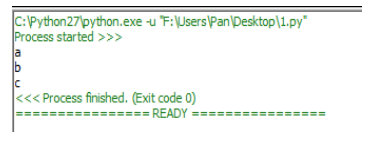 C:\Python27\python.exe -u "F:\Users\Pan\Desktop\1.py"
Process started >>>
a
b
c
<<< Process finished. (Exit code 0)
================ READY ================